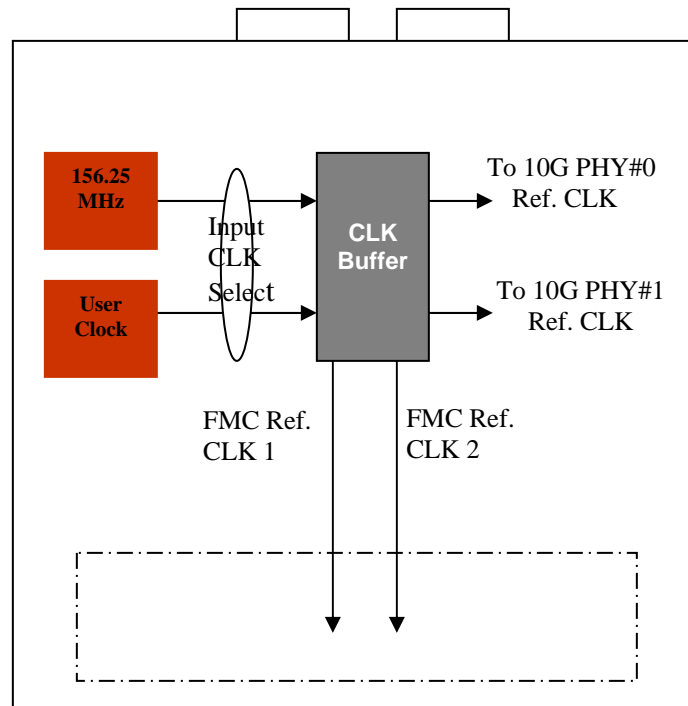 156.25
MHz
Input
CLK
Select
User
Clock
CLK
Buffer
To 10G PHY#0
Ref. CLK
To 10G PHY#1
Ref. CLK
FMC Ref.
CLK 1
FMC Ref.
CLK 2